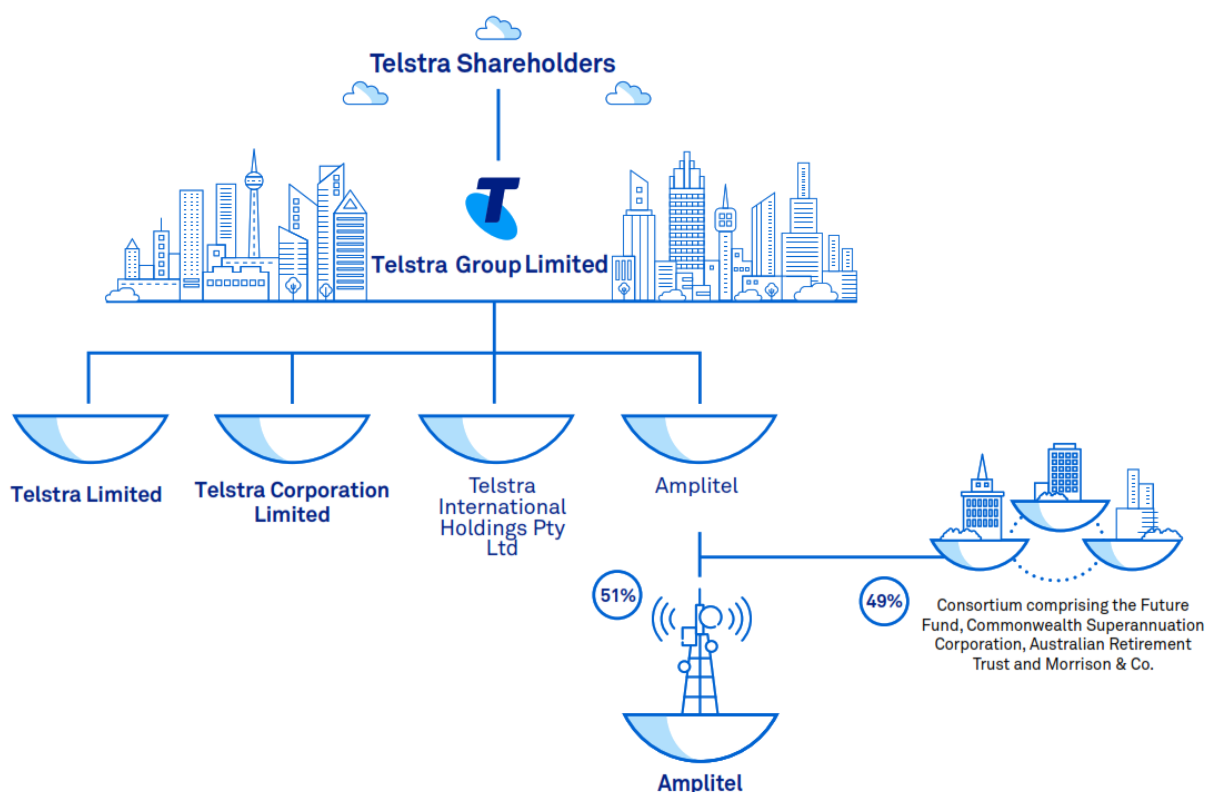 Telstra Shareholders
T
Telstra Group Limited
Telstra Limited
Telstra Corporation
Limited
Telstra
International
Holdings Pty
Ltd
Amplitel
51%
49%
Consortium comprising the Future
Fund, Commonwealth Superannuation
Corporation, Australian Retirement
Trust and Morrison & Co.
Amplitel